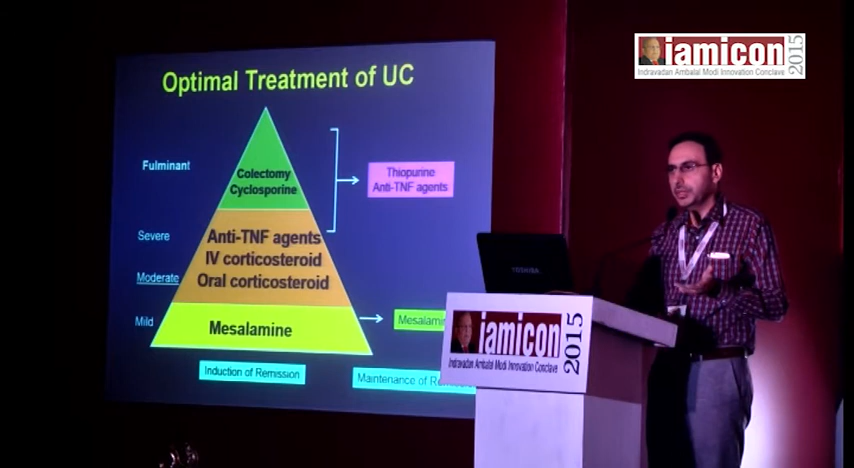 iamicon 2015
Indravadan Ambalal Modi Innovation Conclave
Optimal Treatment of UC
Fulminant
Colectomy
Cyclosporine
Thiopurine
Anti-TNF agents
Severe
Anti-TNF agents
IV corticosteroid
Moderate
Oral corticosteroid
Mild
Mesalamine
Induction of Remission
Maintenance of
TOSHIBA
iamicon 2015
Indravadan Ambalal Modi Innovation Conclave